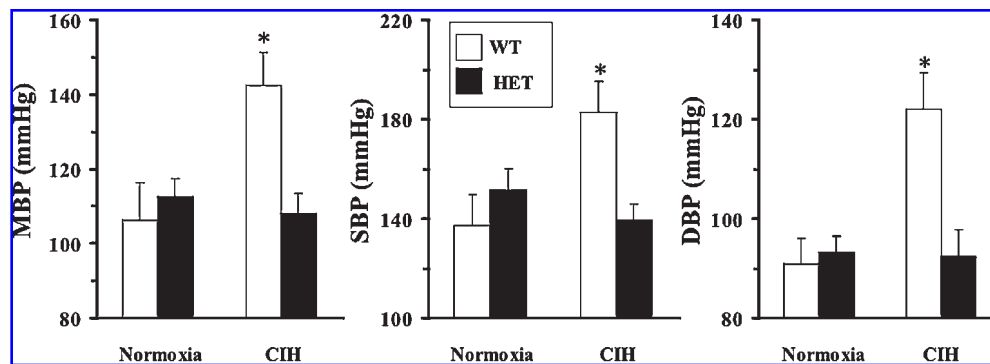 MBP (mmHg)
160
140
120
100
80
*
Normoxia CIH
SBP (mmHg)
220
180
140
100
WT
HET
*
Normoxia CIH
DBP (mmHg)
140
120
100
80
*
Normoxia CIH